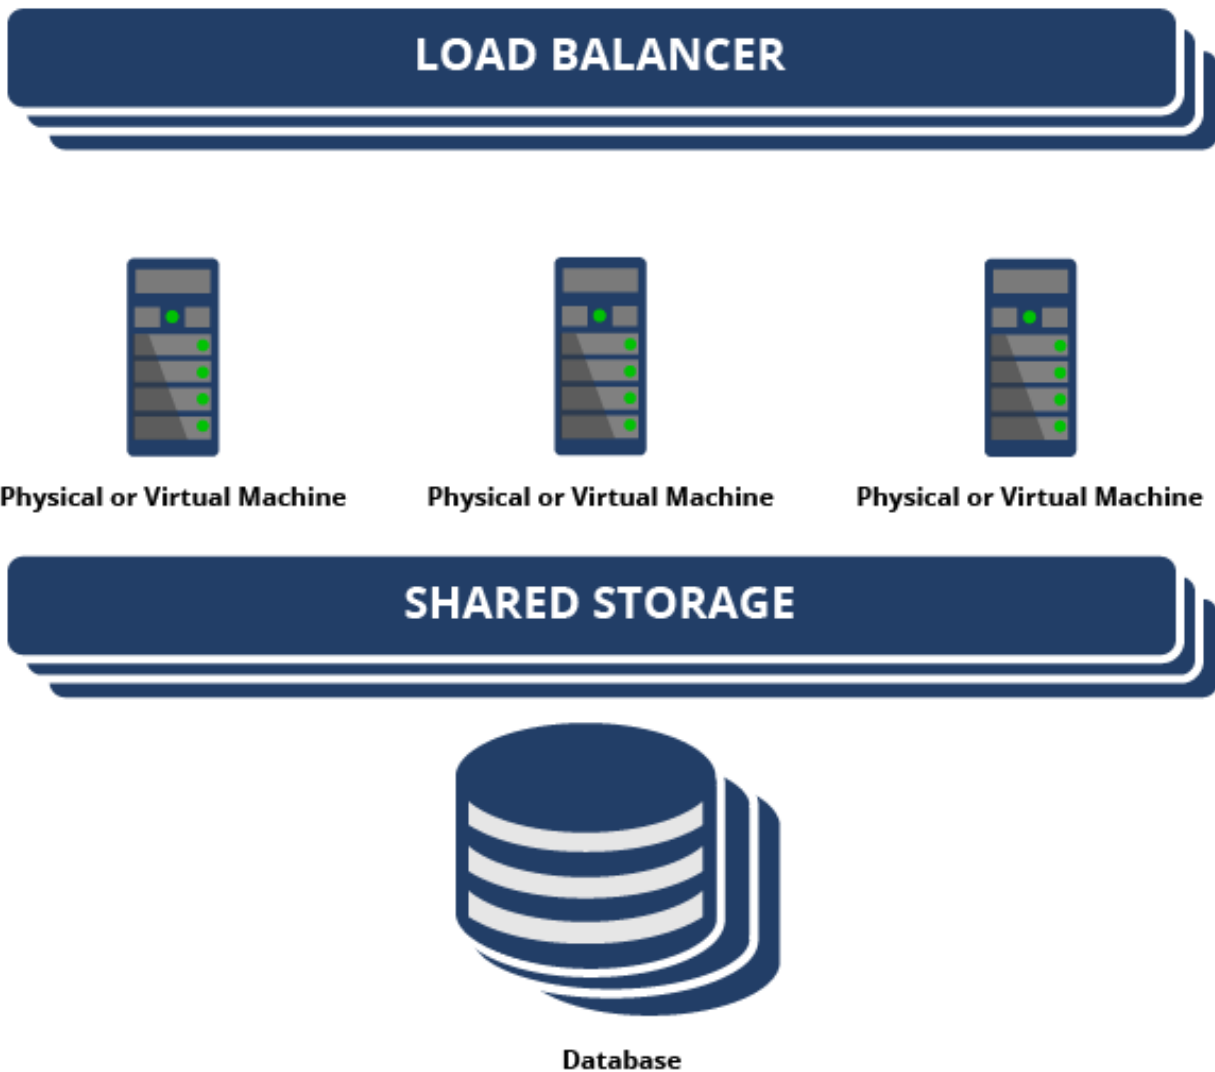 LOAD BALANCER
Physical or Virtual Machine
Physical or Virtual Machine
Physical or Virtual Machine
SHARED STORAGE
Database